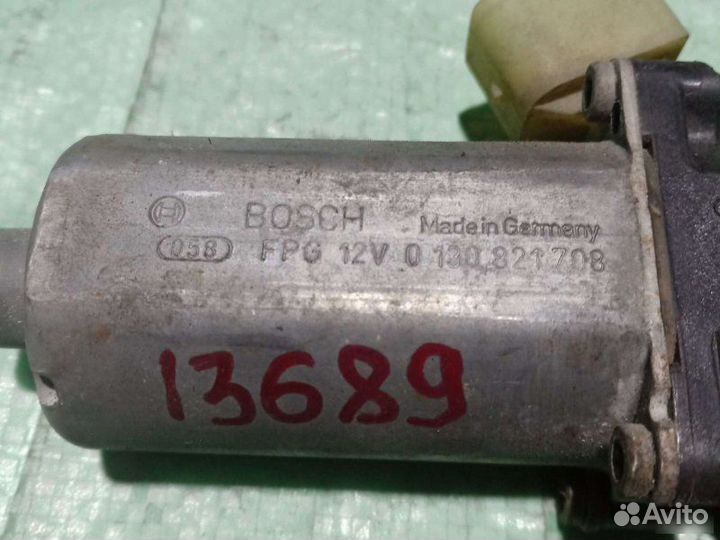 BOSCH Made in Germany
058 FPG 12V 0 130 821 708
13689
Avito